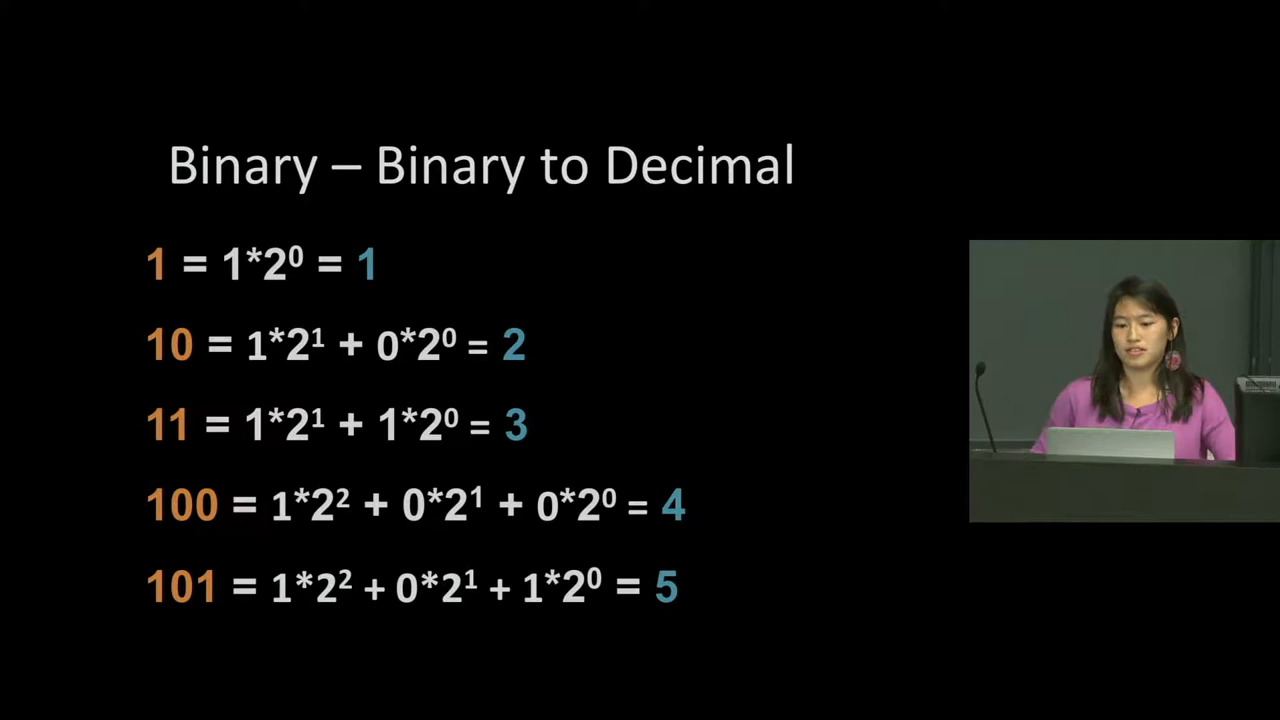 Binary – Binary to Decimal
1 = 1*2⁰ = 1
10 = 1*2¹ + 0*2⁰ = 2
11 = 1*2¹ + 1*2⁰ = 3
100 = 1*2² + 0*2¹ + 0*2⁰ = 4
101 = 1*2² + 0*2¹ + 1*2⁰ = 5